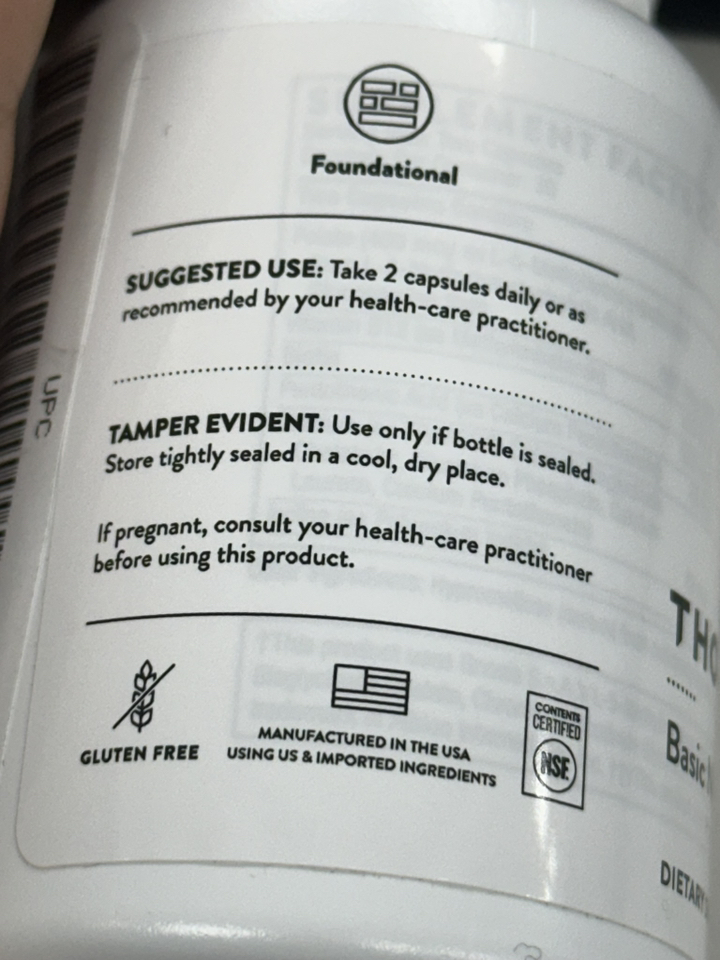 Foundational
SUGGESTED USE: Take 2 capsules daily or as
recommended by your health-care practitioner.
TAMPER EVIDENT: Use only if bottle is sealed.
Store tightly sealed in a cool, dry place.
If pregnant, consult your health-care practitioner
before using this product.
GLUTEN FREE
MANUFACTURED IN THE USA
USING US & IMPORTED INGREDIENTS
CONTENTS
CERTIFIED
NSF
UPC
Basic
DIETARY